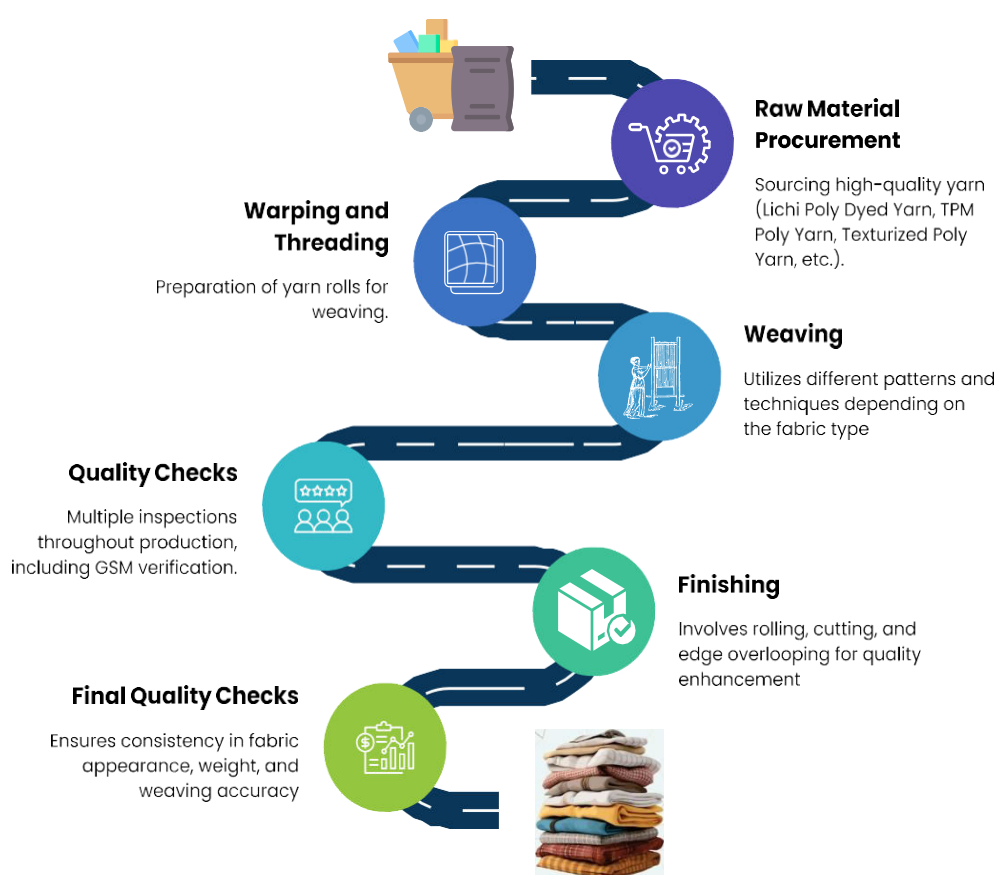 Raw Material
Procurement
Sourcing high-quality yarn
(Lichi Poly Dyed Yarn, TPM
Poly Yarn, Texturized Poly
Yarn, etc.).
Warping and
Threading
Preparation of yarn rolls for
weaving.
Weaving
Utilizes different patterns and
techniques depending on
the fabric type
Quality Checks
Multiple inspections
throughout production,
including GSM verification.
Finishing
Involves rolling, cutting, and
edge overlooping for quality
enhancement
Final Quality Checks
Ensures consistency in fabric
appearance, weight, and
weaving accuracy